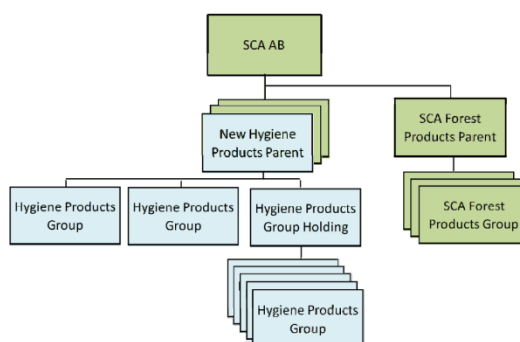 SCA AB
New Hygiene
Products Parent
SCA Forest
Products Parent
Hygiene Products
Group
Hygiene Products
Group
Hygiene Products
Group Holding
SCA Forest
Products Group
Hygiene Products
Group